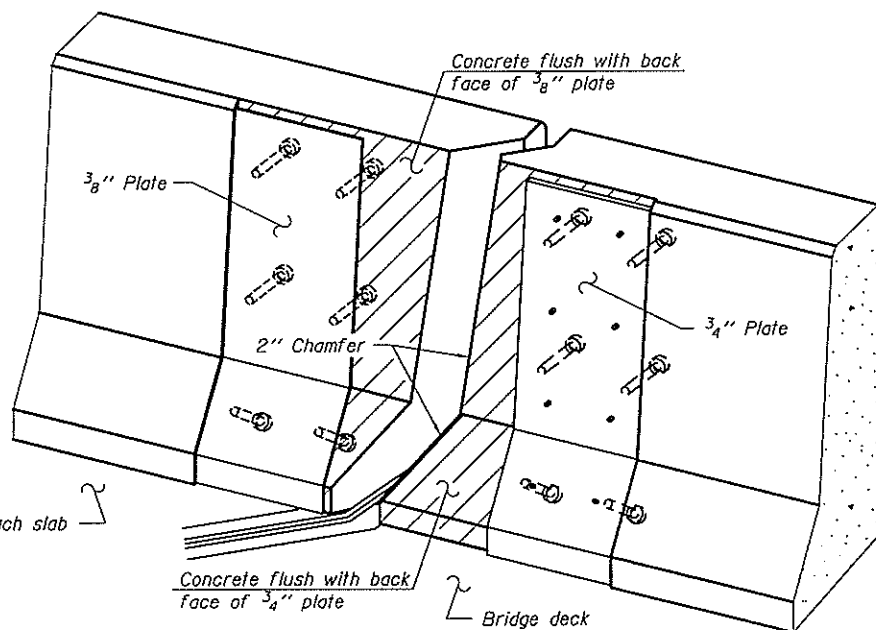 Concrete flush with back
face of 3/8" plate
3/8" Plate
3/4" Plate
2" Chamfer
ach slab
Concrete flush with back
face of 3/4" plate
Bridge deck